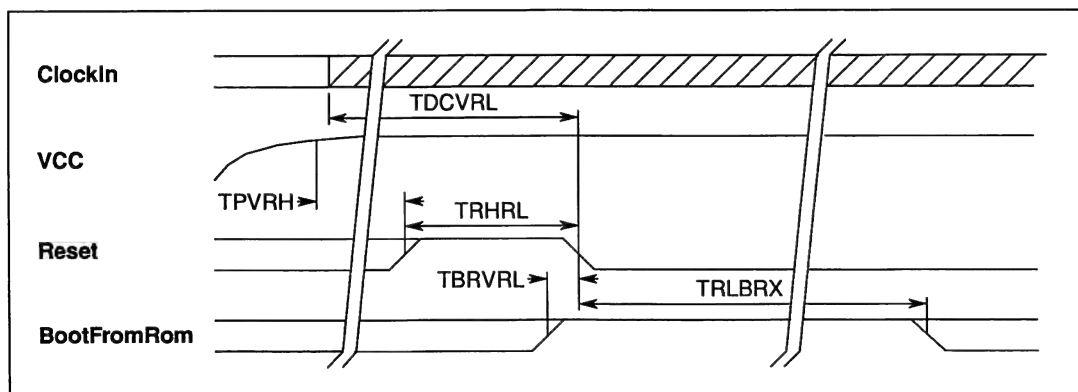 ClockIn
TDCVRL
VCC
TPVRH
TRHRL
Reset
TBRVRL
TRLBRX
BootFromRom